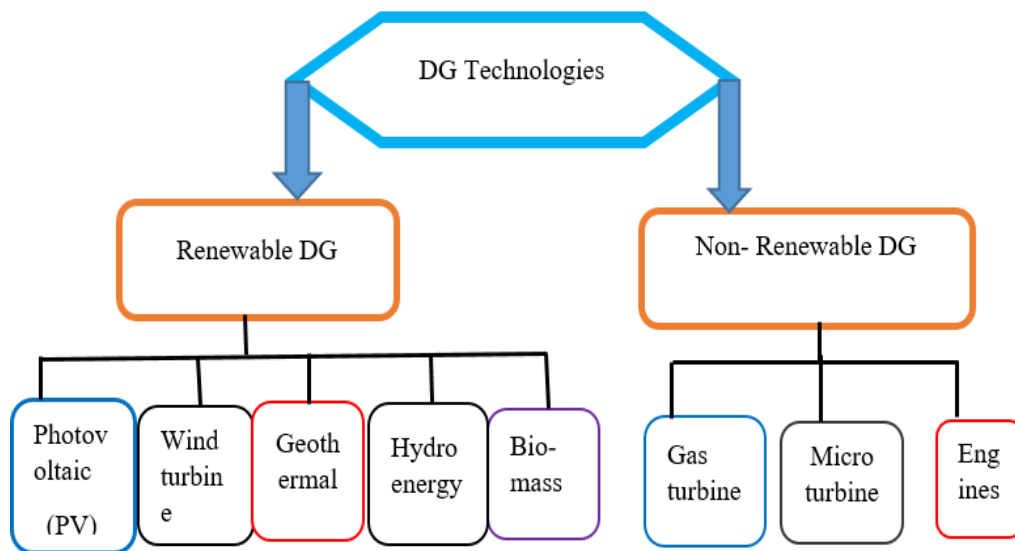 DG Technologies
Renewable DG
Non- Renewable DG
Photov
oltaic
(PV)
Wind
turbin
e
Geoth
ermale
Hydro
energy
Bio-
mass
Gas
turbine
Micro
turbine
Eng
ines